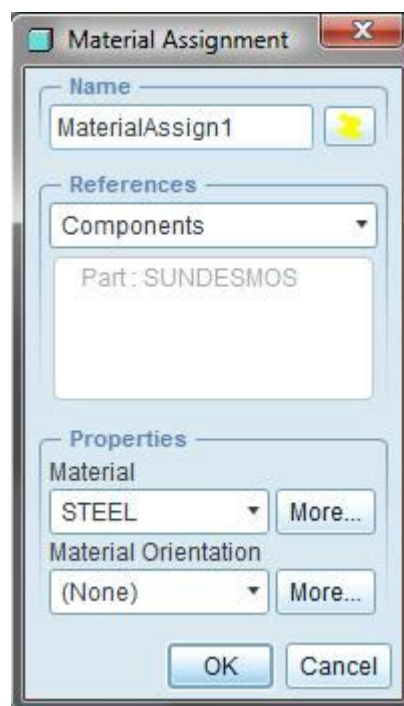 Material Assignment
Name
MaterialAssign1
References
Components
Part : SUNDESMOS
Properties
Material
STEEL
More...
Material Orientation
(None)
More...
OK
Cancel